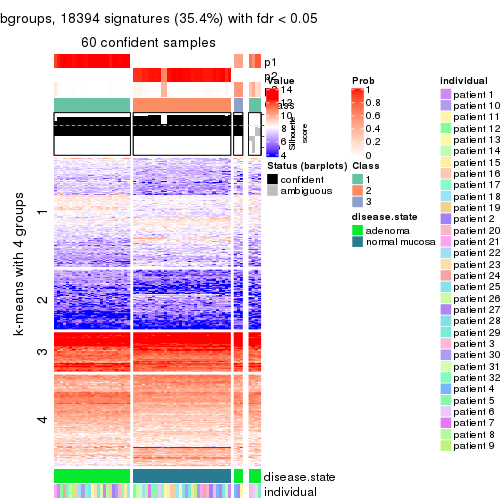 bgroups, 18394 signatures (35.4%) with fdr < 0.05
60 confident samples
p1
p2
Value
14
12
10
8
6
4
Silhouette
score
Prob
1
0.8
0.6
0.4
0.2
0
Status (barplots)
confident
ambiguous
Class
1
2
3
disease.state
adenoma
normal mucosa
individual
patient 1
patient 10
patient 11
patient 12
patient 13
patient 14
patient 15
patient 16
patient 17
patient 18
patient 19
patient 2
patient 20
patient 21
patient 22
patient 23
patient 24
patient 25
patient 26
patient 27
patient 28
patient 29
patient 3
patient 30
patient 31
patient 32
patient 4
patient 5
patient 6
patient 7
patient 8
patient 9
k-means with 4 groups
1
2
3
4
disease.state
individual